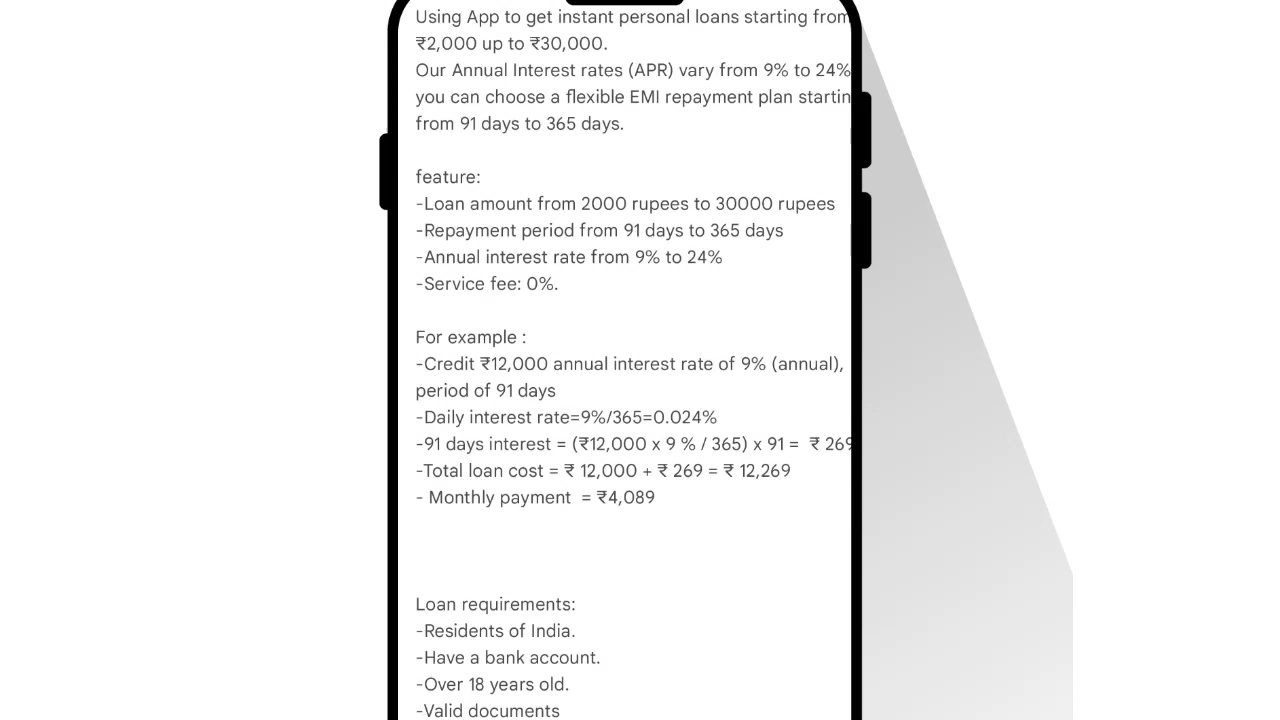 Using App to get instant personal loans starting from
₹2,000 up to ₹30,000.
Our Annual Interest rates (APR) vary from 9% to 24%
you can choose a flexible EMI repayment plan startin
from 91 days to 365 days.
feature:
-Loan amount from 2000 rupees to 30000 rupees
-Repayment period from 91 days to 365 days
-Annual interest rate from 9% to 24%
-Service fee: 0%.
For example :
-Credit ₹12,000 annual interest rate of 9% (annual),
period of 91 days
-Daily interest rate=9%/365=0.024%
-91 days interest = (₹12,000 x 9 % / 365) x 91 = ₹ 269
-Total loan cost = ₹ 12,000 + ₹ 269 = ₹ 12,269
- Monthly payment = ₹4,089
Loan requirements:
-Residents of India.
-Have a bank account.
-Over 18 years old.
-Valid documents